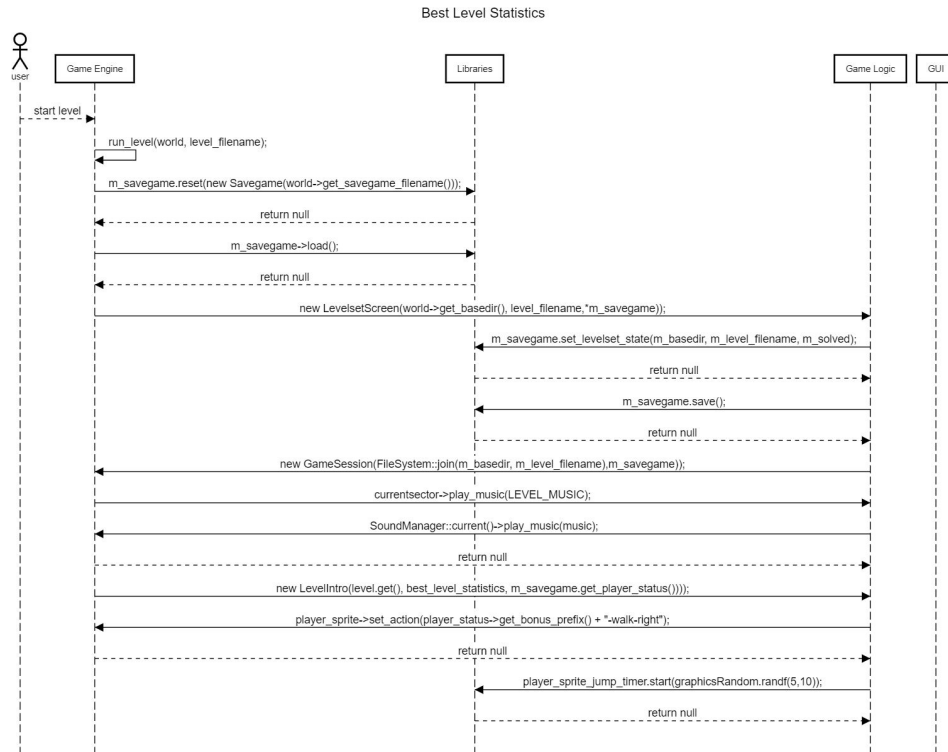 Best Level Statistics
user
Game Engine
Libraries
Game Logic
GUI
start level
run_level(world, level_filename);
m_savegame.reset(new Savegame(world->get_savegame_filename()));
return null
m_savegame->load();
return null
new LevelsetScreen(world->get_basedir(), level_filename,*m_savegame));
m_savegame.set_levelset_state(m_basedir, m_level_filename, m_solved);
return null
m_savegame.save();
return null
new GameSession(FileSystem::join(m_basedir, m_level_filename),m_savegame));
currentsector->play_music(LEVEL_MUSIC);
SoundManager::current()->play_music(music);
return null
new LevelIntro(level.get(), best_level_statistics, m_savegame.get_player_status())));
player_sprite->set_action(player_status->get_bonus_prefix() + "-walk-right");
return null
player_sprite_jump_timer.start(graphicsRandom.randf(5,10));
return null